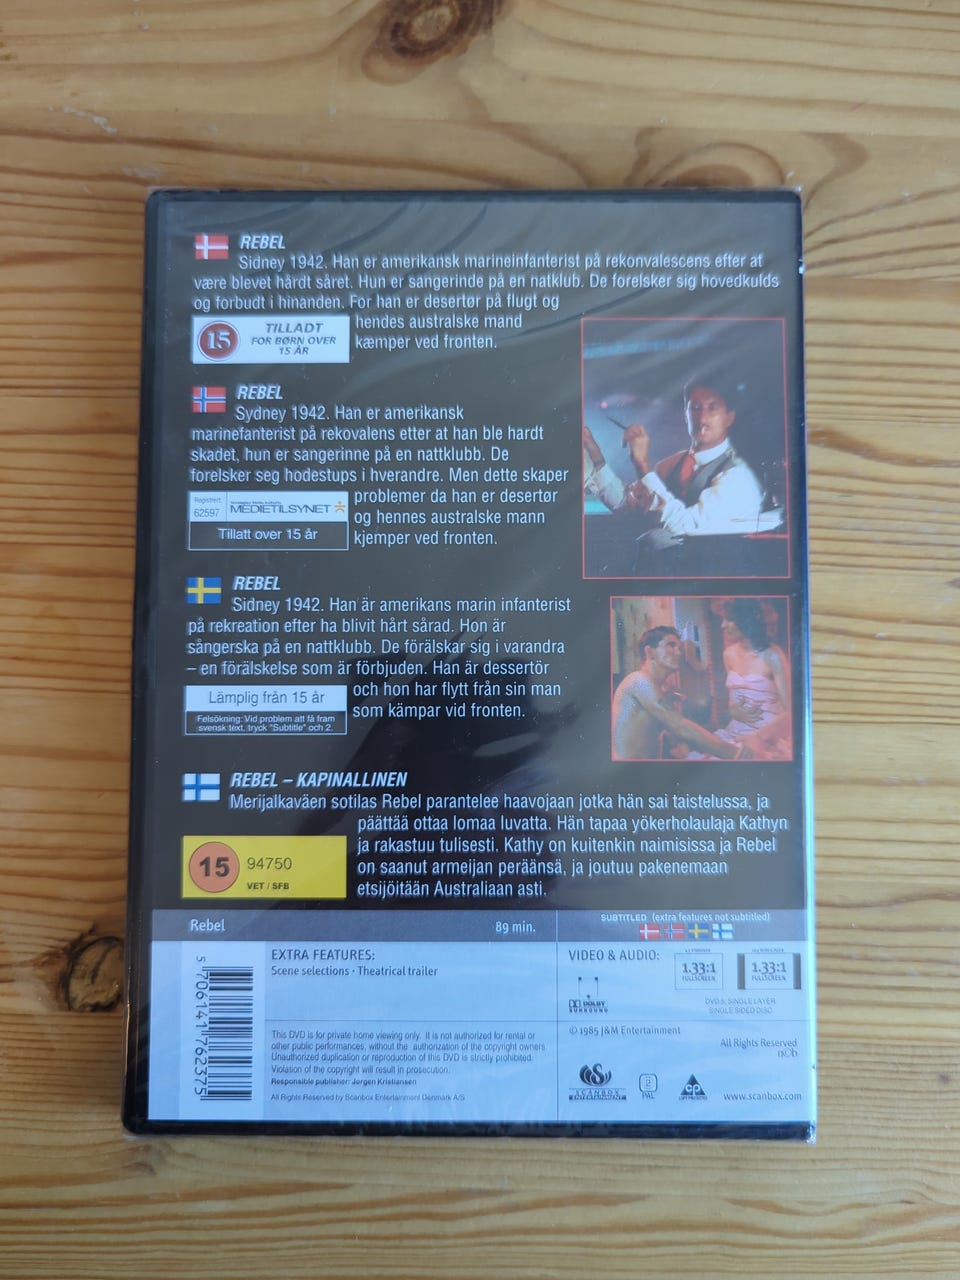 REBEL
Sidney 1942. Han er amerikansk marineinfanterist på rekonvalescens efter at
være blevet hårdt såret. Hun er sangerinde på en natklub. De forelsker sig hovedkulds
og forbudt i hinanden. For han er desertør på flugt og
hendes australske mand
kæmper ved fronten.
15
TILLADT
FOR BØRN OVER
15 ÅR
REBEL
Sydney 1942. Han er amerikansk
marinefanterist på rekovalens etter at han ble hardt
skadet, hun er sangerinne på en nattklubb. De
forelsker seg hodestups i hverandre. Men dette skaper
problemer da han er desertør
og hennes australske mann
kjemper ved fronten.
Registrert:
62597
MEDIETILSYNET
Tillatt over 15 år
REBEL
Sidney 1942. Han är amerikans marin infanterist
på rekreation efter ha blivit hårt sårad. Hon är
sångerska på en nattklubb. De förälskar sig i varandra
– en förälskelse som är förbjuden. Han är dessertör
och hon har flytt från sin man
som kämpar vid fronten.
Lämplig från 15 år
Felsökning: Vid problem att få fram
svensk text, tryck "Subtitle" och 2.
REBEL – KAPINALLINEN
Merijalkaväen sotilas Rebel parantelee haavojaan jotka hän sai taistelussa, ja
päättää ottaa lomaa luvatta. Hän tapaa yökerholaulaja Kathyn
ja rakastuu tulisesti. Kathy on kuitenkin naimisissa ja Rebel
on saanut armeijan peräänsä, ja joutuu pakenemaan
etsijöitään Australiaan asti.
15
94750
VET / SFB
Rebel
89 min.
SUBTITLED (extra features not subtitled)
EXTRA FEATURES:
Scene selections · Theatrical trailer
VIDEO & AUDIO:
1.33:1
FULLSCREEN
1.33:1
FULLSCREEN
DOLBY
SURROUND
DVD 5: SINGLE LAYER
SINGLE SIDED DISC
This DVD is for private home viewing only. It is not authorized for rental or
other public performances, without the authorization of the copyright owners.
Unauthorized duplication or reproduction of this DVD is strictly prohibited.
Violation of the copyright will result in prosecution.
Responsible publisher: Jørgen Kristiansen
All Rights Reserved by Scanbox Entertainment Denmark A/S
© 1985 J&M Entertainment
All Rights Reserved
ncb
SCANBOX
ENTERTAINMENT
2
PAL
www.scanbox.com
5 706141 762375